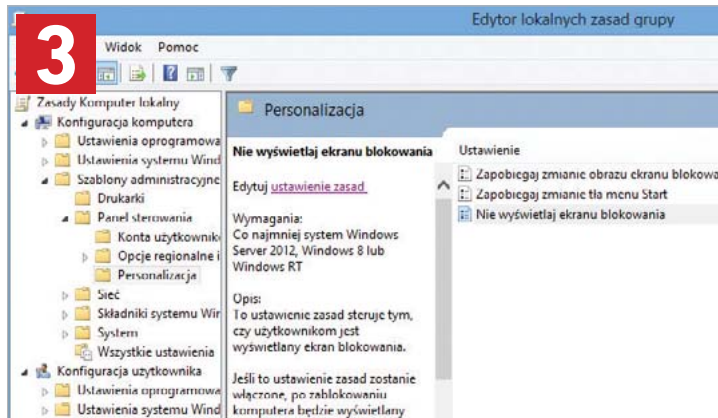 3
Edytor lokalnych zasad grupy
Widok Pomoc
Zasady Komputer lokalny
Konfiguracja komputera
Ustawienia oprogramowa
Ustawienia systemu Wind
Szablony administracyjne
Drukarki
Panel sterowania
Konta użytkownik
Opcje regionalne i
Personalizacja
Sieć
Składniki systemu Wir
System
Wszystkie ustawienia
Konfiguracja użytkownika
Ustawienia oprogramowa
Ustawienia systemu Wind
Personalizacja
Nie wyświetlaj ekranu blokowania
Edytuj ustawienie zasad
Wymagania:
Co najmniej system Windows
Server 2012, Windows 8 lub
Windows RT
Opis:
To ustawienie zasad steruje tym,
czy użytkownikom jest
wyświetlany ekran blokowania.
Jeśli to ustawienie zasad zostanie
włączone, po zablokowaniu
komputera będzie wyświetlany
Ustawienie
Zapobiegaj zmianie obrazu ekranu blokowa
Zapobiegaj zmianie tła menu Start
Nie wyświetlaj ekranu blokowania